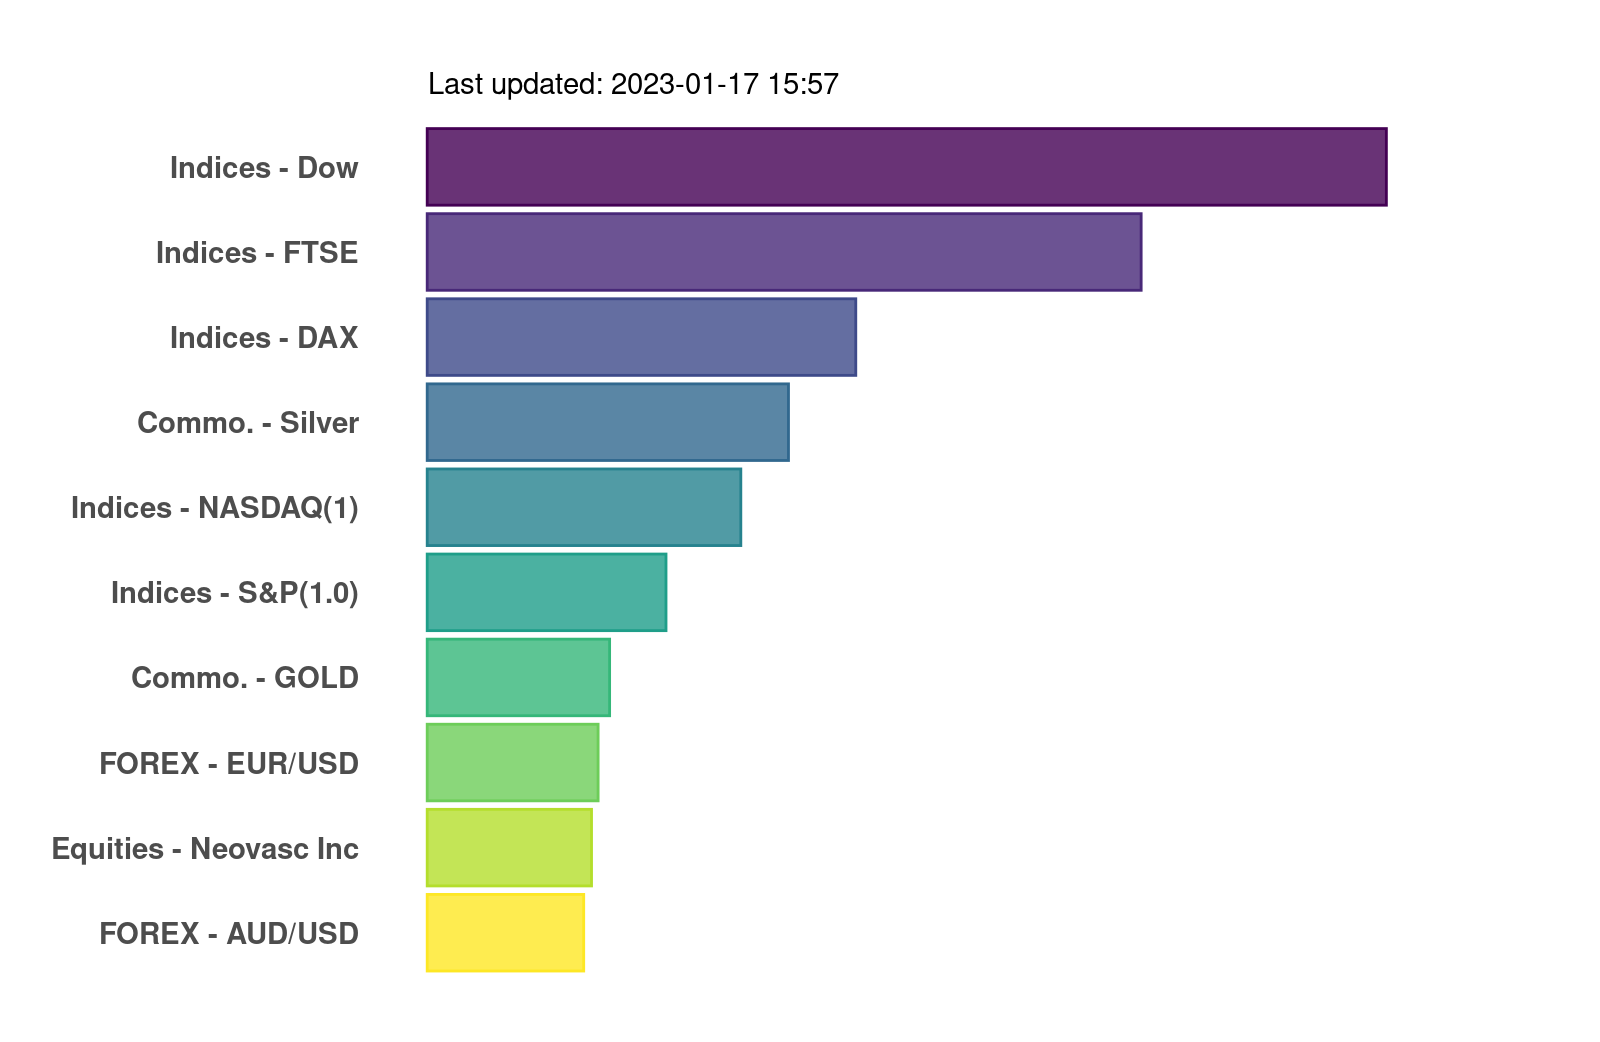 Last updated: 2023-01-17 15:57
Indices - Dow
Indices - FTSE
Indices - DAX
Commo. - Silver
Indices - NASDAQ(1)
Indices - S&P(1.0)
Commo. - GOLD
FOREX - EUR/USD
Equities - Neovasc Inc
FOREX - AUD/USD